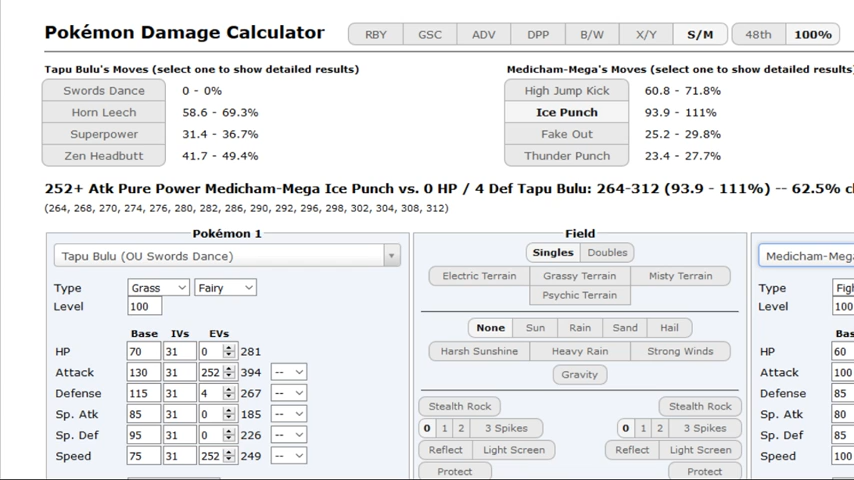 Pokémon Damage Calculator
RBY GSC ADV DPP B/W X/Y S/M 48th 100%
Tapu Bulu's Moves (select one to show detailed results) Medicham-Mega's Moves (select one to show detailed results)
Swords Dance 0 - 0% High Jump Kick 60.8 - 71.8%
Horn Leech 58.6 - 69.3% Ice Punch 93.9 - 111%
Superpower 31.4 - 36.7% Fake Out 25.2 - 29.8%
Zen Headbutt 41.7 - 49.4% Thunder Punch 23.4 - 27.7%
252+ Atk Pure Power Medicham-Mega Ice Punch vs. 0 HP / 4 Def Tapu Bulu: 264-312 (93.9 - 111%) -- 62.5% c
(264, 268, 270, 274, 276, 280, 282, 286, 290, 292, 296, 298, 302, 304, 308, 312)
Pokémon 1 Field
Tapu Bulu (OU Swords Dance) Singles Doubles Medicham-Mega
Type Grass Fairy Electric Terrain Grassy Terrain Misty Terrain Type Figh
Level 100 Psychic Terrain Level 100
Base IVs EVs None Sun Rain Sand Hail Bas
HP 70 31 0 281 Harsh Sunshine Heavy Rain Strong Winds HP 60
Attack 130 31 252 394 -- Gravity Attack 100
Defense 115 31 4 267 -- Defense 85
Sp. Atk 85 31 0 185 -- Stealth Rock Stealth Rock Sp. Atk 80
Sp. Def 95 31 0 226 -- 0 1 2 3 Spikes 0 1 2 3 Spikes Sp. Def 85
Speed 75 31 252 249 -- Reflect Light Screen Reflect Light Screen Speed 100
Protect Protect